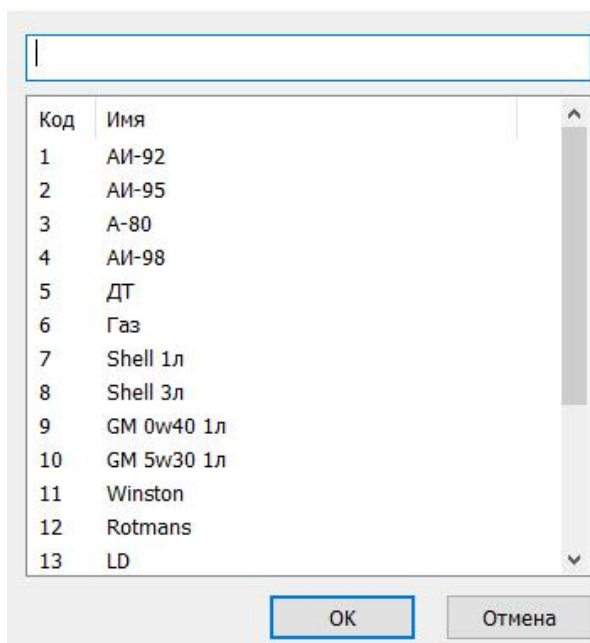 Код Имя
1 АИ-92
2 АИ-95
3 А-80
4 АИ-98
5 ДТ
6 Газ
7 Shell 1л
8 Shell 3л
9 GM 0w40 1л
10 GM 5w30 1л
11 Winston
12 Rotmans
13 LD
OK Отмена